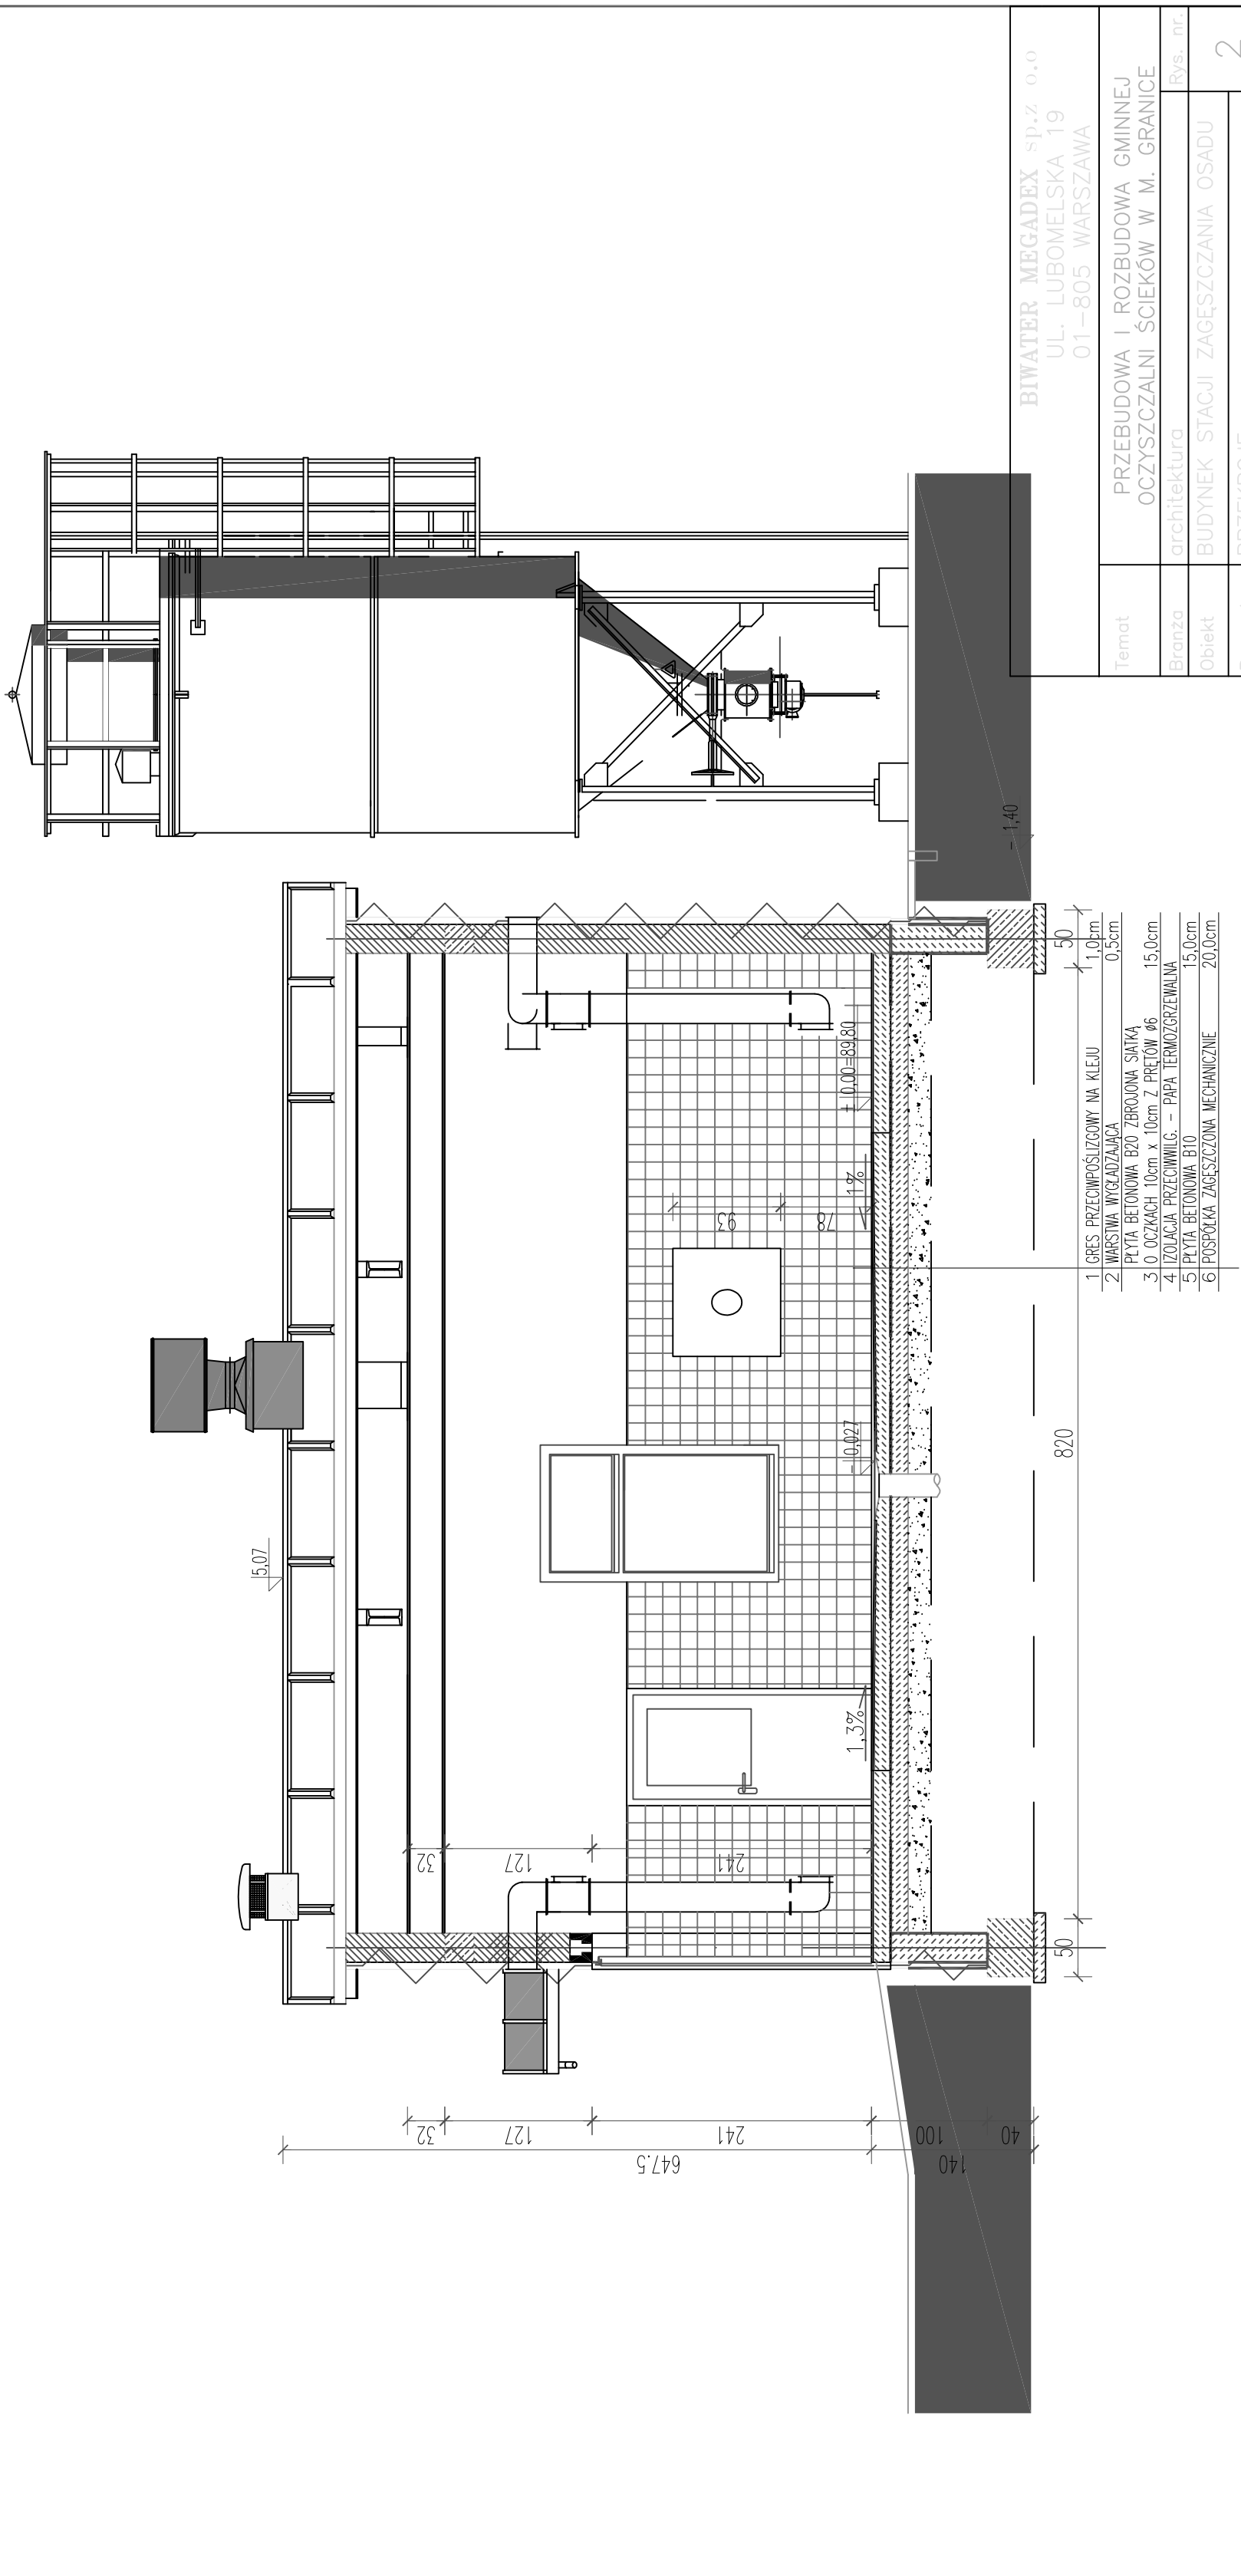 BIWATER MEGADEX sp.z o.o
UL. LUBOMELSKA 19
01-805 WARSZAWA
Temat
PRZEBUDOWA I ROZBUDOWA GMINNEJ
OCZYSZCZALNI ŚCIEKÓW W M. GRANICE
Branża
architektura
Rys. nr.
Obiekt
BUDYNEK STACJI ZAGĘSZCZANIA OSADU
2
5,07
32
127
241
647.5
100
40
140
32
127
241
1,3%
-0,027
93
78
1%
± 0,00=89,80
- 1,40
50
820
50
1 GRES PRZECIWPOŚLIZGOWY NA KLEJU 1,0cm
2 WARSTWA WYGŁADZAJĄCA 0,5cm
PŁYTA BETONOWA B20 ZBROJONA SIATKĄ
3 O OCZKACH 10cm x 10cm Z PRĘTÓW ø6 15,0cm
4 IZOLACJA PRZECIWWILG. - PAPA TERMOZGRZEWALNA
5 PŁYTA BETONOWA B10 15,0cm
6 POSPÓŁKA ZAGĘSZCZONA MECHANICZNIE 20,0cm